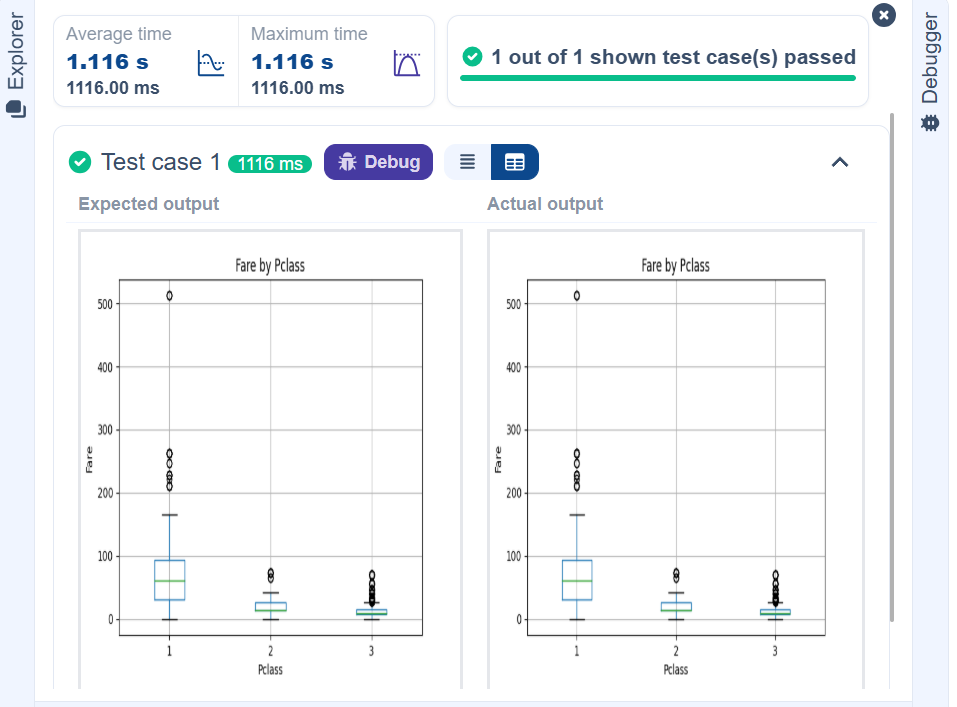 Explorer
Average time
1.116 s
1116.00 ms
Maximum time
1.116 s
1116.00 ms
1 out of 1 shown test case(s) passed
Debugger
Test case 1
1116 ms
Debug
Expected output
Actual output
Fare by Pclass
500
400
300
200
100
0
Fare
1
2
3
Pclass
Fare by Pclass
500
400
300
200
100
0
Fare
1
2
3
Pclass